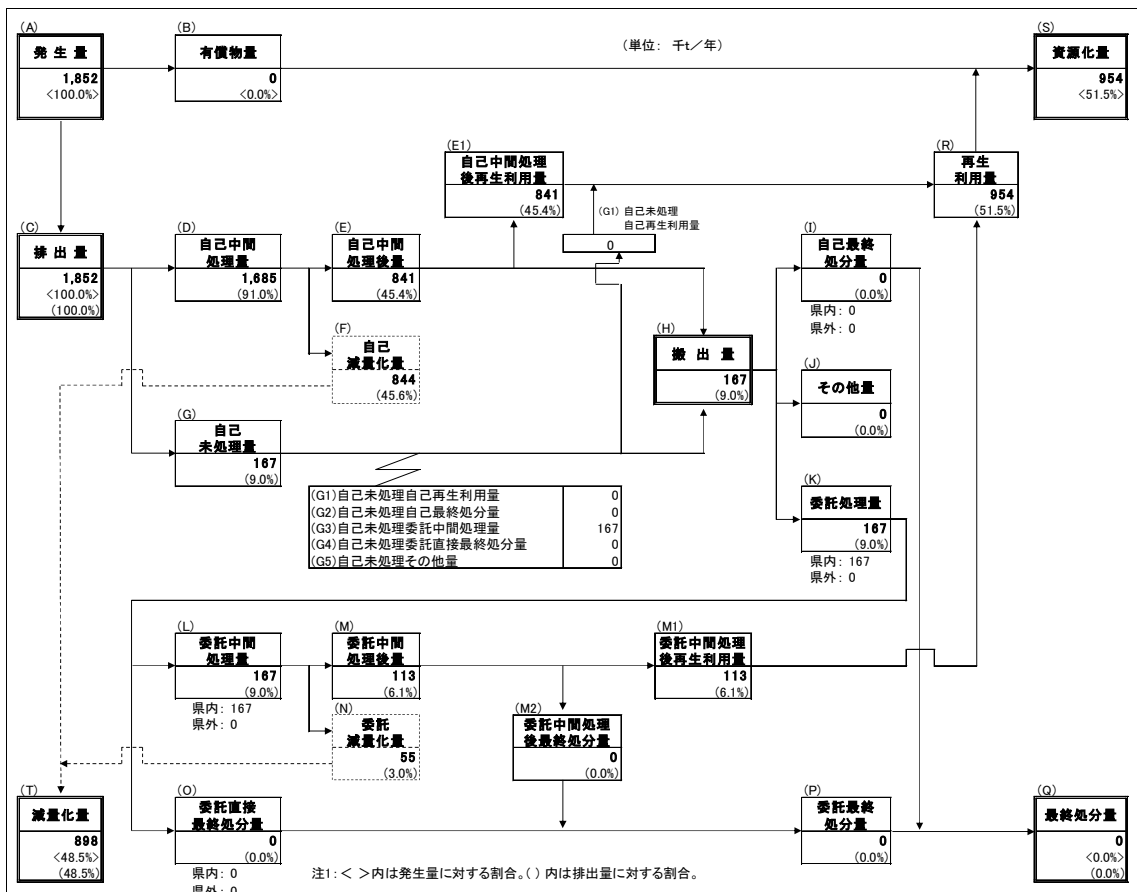 (A)
発 生 量
1,852
<100.0%>
(B)
有償物量
0
<0.0%>
(単位： 千t／年)
(S)
資源化量
954
<51.5%>
(E1)
自己中間処理
後再生利用量
841
(45.4%)
(R)
再生
利用量
954
(51.5%)
(G1) 自己未処理
自己再生利用量
0
(C)
排 出 量
1,852
<100.0%>
(100.0%)
(D)
自己中間
処理量
1,685
(91.0%)
(E)
自己中間
処理後量
841
(45.4%)
(I)
自己最終
処分量
0
(0.0%)
県内： 0
県外： 0
(F)
自己
減量化量
844
(45.6%)
(H)
搬 出 量
167
(9.0%)
(J)
その他量
0
(0.0%)
(G)
自己
未処理量
167
(9.0%)
(G1)自己未処理自己再生利用量 0
(G2)自己未処理自己最終処分量 0
(G3)自己未処理委託中間処理量 167
(G4)自己未処理委託直接最終処分量 0
(G5)自己未処理その他量 0
(K)
委託処理量
167
(9.0%)
県内： 167
県外： 0
(L)
委託中間
処理量
167
(9.0%)
県内： 167
県外： 0
(M)
委託中間
処理後量
113
(6.1%)
(M1)
委託中間処理
後再生利用量
113
(6.1%)
(N)
委託
減量化量
55
(3.0%)
(M2)
委託中間処理
後最終処分量
0
(0.0%)
(T)
減量化量
898
<48.5%>
(48.5%)
(O)
委託直接
最終処分量
0
(0.0%)
県内： 0
県外： 0
(P)
委託最終
処分量
0
(0.0%)
(Q)
最終処分量
0
<0.0%>
(0.0%)
注1：< >内は発生量に対する割合。( )内は排出量に対する割合。